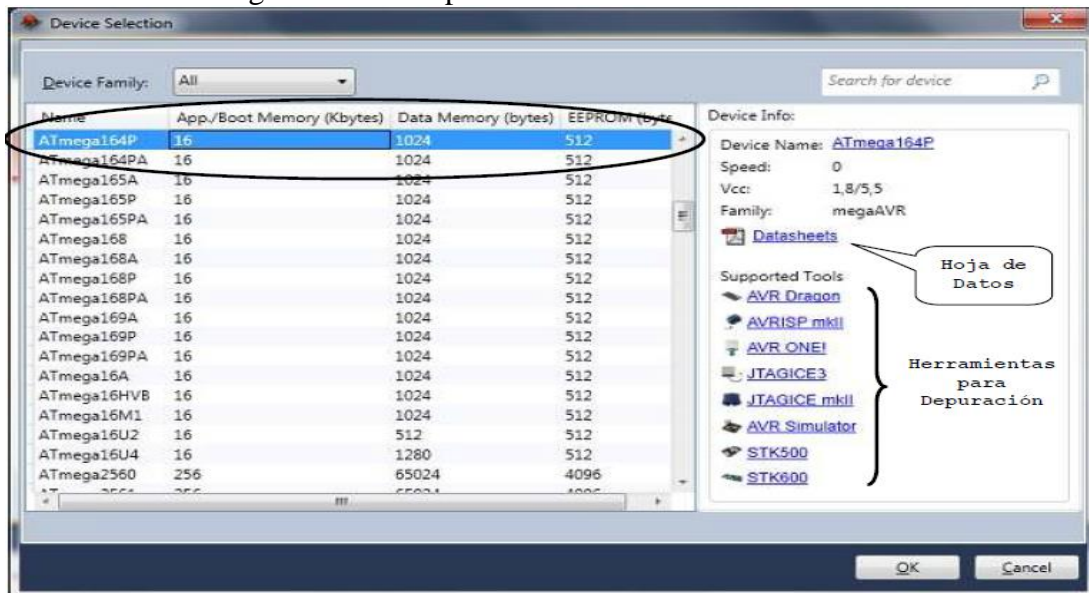 Device Selection
Device Family: All
Search for device
Name App./Boot Memory (Kbytes) Data Memory (bytes) EEPROM (byte
ATmega164P 16 1024 512
ATmega164PA 16 1024 512
ATmega165A 16 1024 512
ATmega165P 16 1024 512
ATmega165PA 16 1024 512
ATmega168 16 1024 512
ATmega168A 16 1024 512
ATmega168P 16 1024 512
ATmega168PA 16 1024 512
ATmega169A 16 1024 512
ATmega169P 16 1024 512
ATmega169PA 16 1024 512
ATmega16A 16 1024 512
ATmega16HVB 16 1024 512
ATmega16M1 16 1024 512
ATmega16U2 16 512 512
ATmega16U4 16 1280 512
ATmega2560 256 65024 4096
Device Info:
Device Name: ATmega164P
Speed: 0
Vcc: 1,8/5,5
Family: megaAVR
Datasheets
Hoja de
Datos
Supported Tools
AVR Dragon
AVRISP mkII
AVR ONE!
JTAGICE3
JTAGICE mkII
AVR Simulator
STK500
STK600
Herramientas
para
Depuración
OK
Cancel